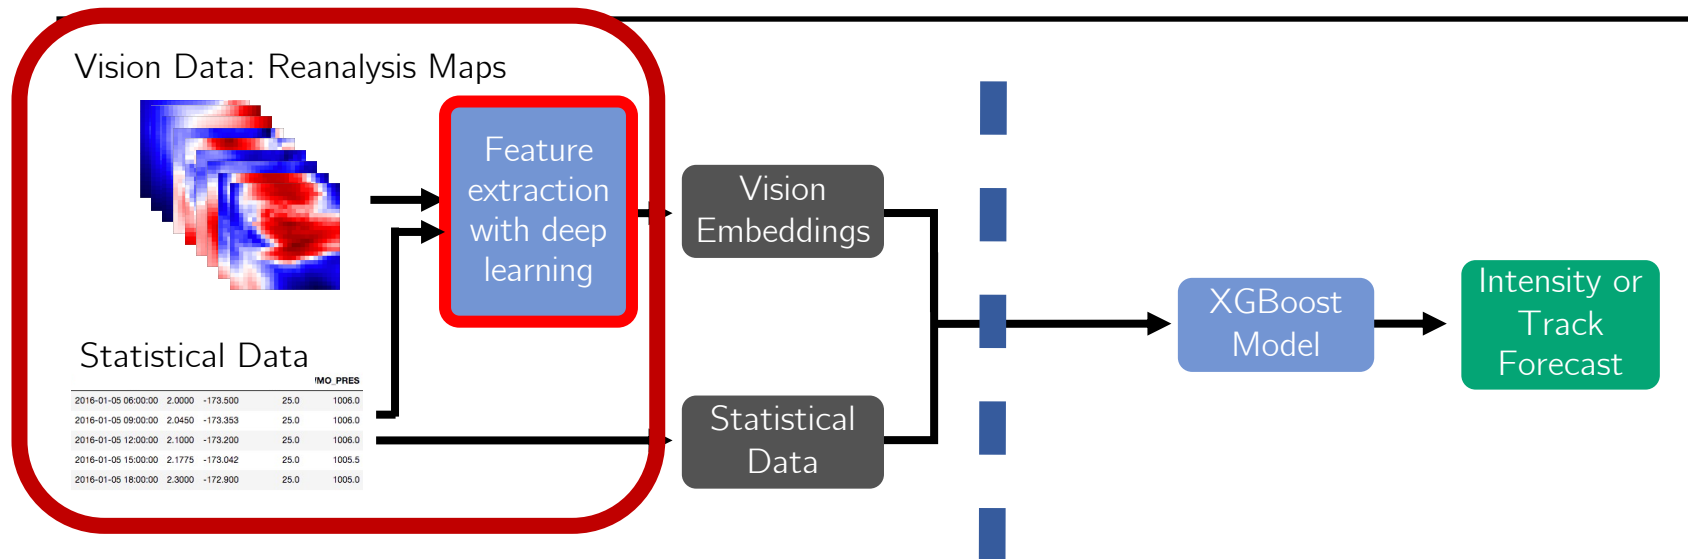 Vision Data: Reanalysis Maps
Feature
extraction
with deep
learning
Vision
Embeddings
XGBoost
Model
Intensity or
Track
Forecast
Statistical Data
MO_PRES
2016-01-05 06:00:00 2.0000 -173.500 25.0 1006.0
2016-01-05 09:00:00 2.0450 -173.353 25.0 1006.0
2016-01-05 12:00:00 2.1000 -173.200 25.0 1006.0
2016-01-05 15:00:00 2.1775 -173.042 25.0 1005.5
2016-01-05 18:00:00 2.3000 -172.900 25.0 1005.0
Statistical
Data